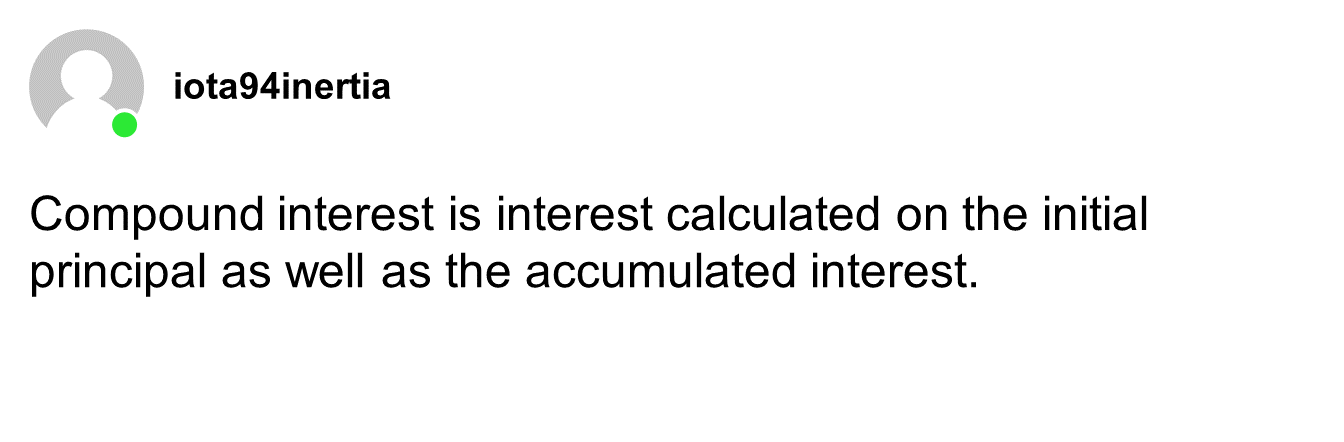 iota94inertia
Compound interest is interest calculated on the initial
principal as well as the accumulated interest.